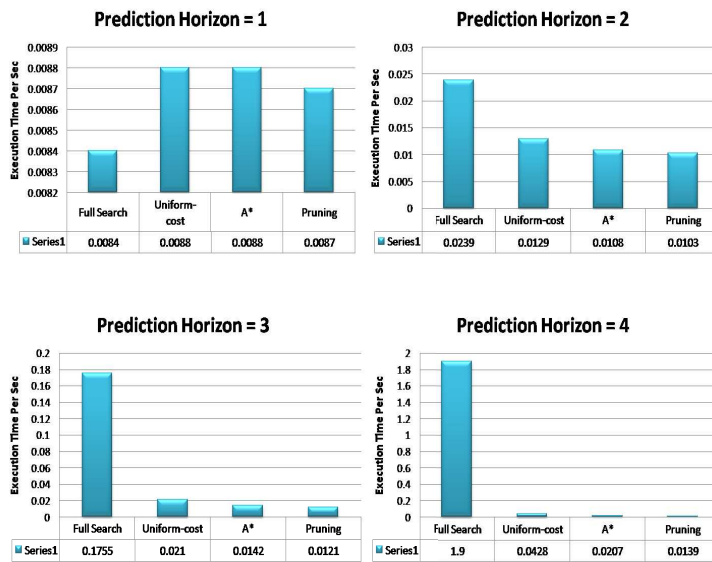 Prediction Horizon = 1
Execution Time Per Sec
0.0089
0.0088
0.0087
0.0086
0.0085
0.0084
0.0083
0.0082
Full Search Uniform-cost A* Pruning
Series1 0.0084 0.0088 0.0088 0.0087
Prediction Horizon = 2
Execution Time Per Sec
0.03
0.025
0.02
0.015
0.01
0.005
0
Full Search Uniform-cost A* Pruning
Series1 0.0239 0.0129 0.0108 0.0103
Prediction Horizon = 3
Execution Time Per Sec
0.2
0.18
0.16
0.14
0.12
0.1
0.08
0.06
0.04
0.02
0
Full Search Uniform-cost A* Pruning
Series1 0.1755 0.021 0.0142 0.0121
Prediction Horizon = 4
Execution Time Per Sec
2
1.8
1.6
1.4
1.2
1
0.8
0.6
0.4
0.2
0
Full Search Uniform-cost A* Pruning
Series1 1.9 0.0428 0.0207 0.0139